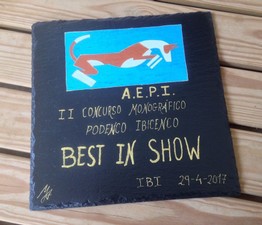 A.E.P.I.
II CONCURSO MONOGRÁFICO
PODENCO IBICENCO
BEST IN SHOW
IBI 29-4-2017